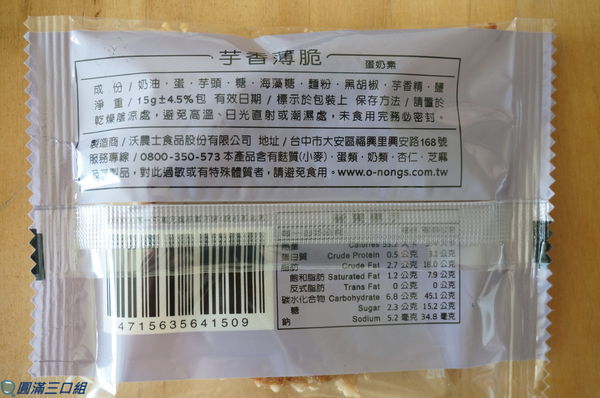 芋香薄脆 蛋奶素
成 份 / 奶油、蛋、芋頭、糖、海藻糖、麵粉、黑胡椒、芋香精、鹽
淨 重 / 15g±4.5%包 有效日期 / 標示於包裝上 保存方法 / 請置於
乾燥陰涼處，避免高溫、日光直射或潮濕處，未食用完務必密封。
製造商 / 沃農士食品股份有限公司 地址 / 台中市大安區福興里興安路168號
服務專線 / 0800-350-573 本產品含有麩質(小麥)、蛋類、奶類、杏仁、芝麻
製品，對此過敏或有特殊體質者，請避免食用。www.o-nongs.com.tw
熱量 Calories
蛋白質 Crude Protein 0.5 公克 3.1 公克
脂肪 Crude Fat 2.7 公克 18.0 公克
飽和脂肪 Saturated Fat 1.2 公克 7.9 公克
反式脂肪 Trans Fat 0 公克 0 公克
碳水化合物 Carbohydrate 6.8 公克 45.1 公克
糖 Sugar 2.3 公克 15.2 公克
鈉 Sodium 5.2 毫克 34.8 毫克
4715635641509
圓滿三口組